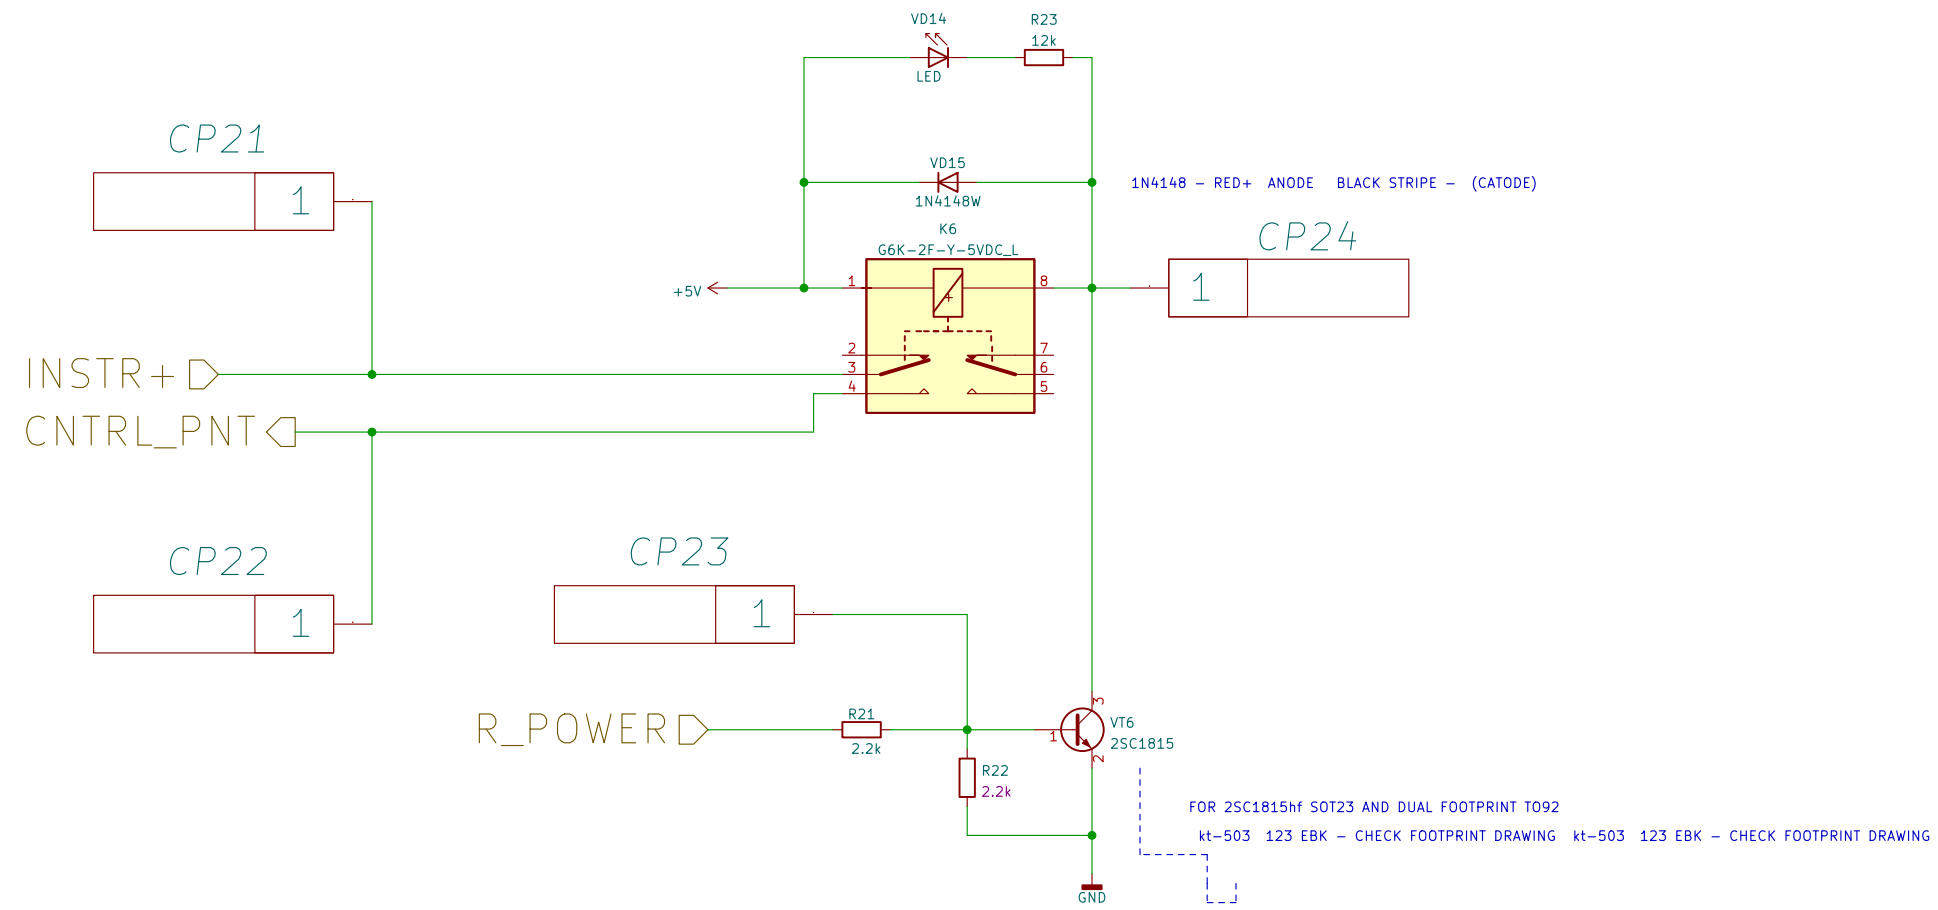 VD14
R23
12k
LED
CP21
1
VD15
1N4148W
1N4148 - RED+ ANODE BLACK STRIPE - (CATODE)
K6
G6K-2F-Y-5VDC_L
CP24
+5V
1
8
1
+
2
7
INSTR+
3
6
4
5
CNTRL_PNT
CP22
1
CP23
1
3
R_POWER
R21
2.2k
1
VT6
2SC1815
2
R22
2.2k
FOR 2SC1815hf SOT23 AND DUAL FOOTPRINT TO92
kt-503 123 EBK - CHECK FOOTPRINT DRAWING kt-503 123 EBK - CHECK FOOTPRINT DRAWING
GND